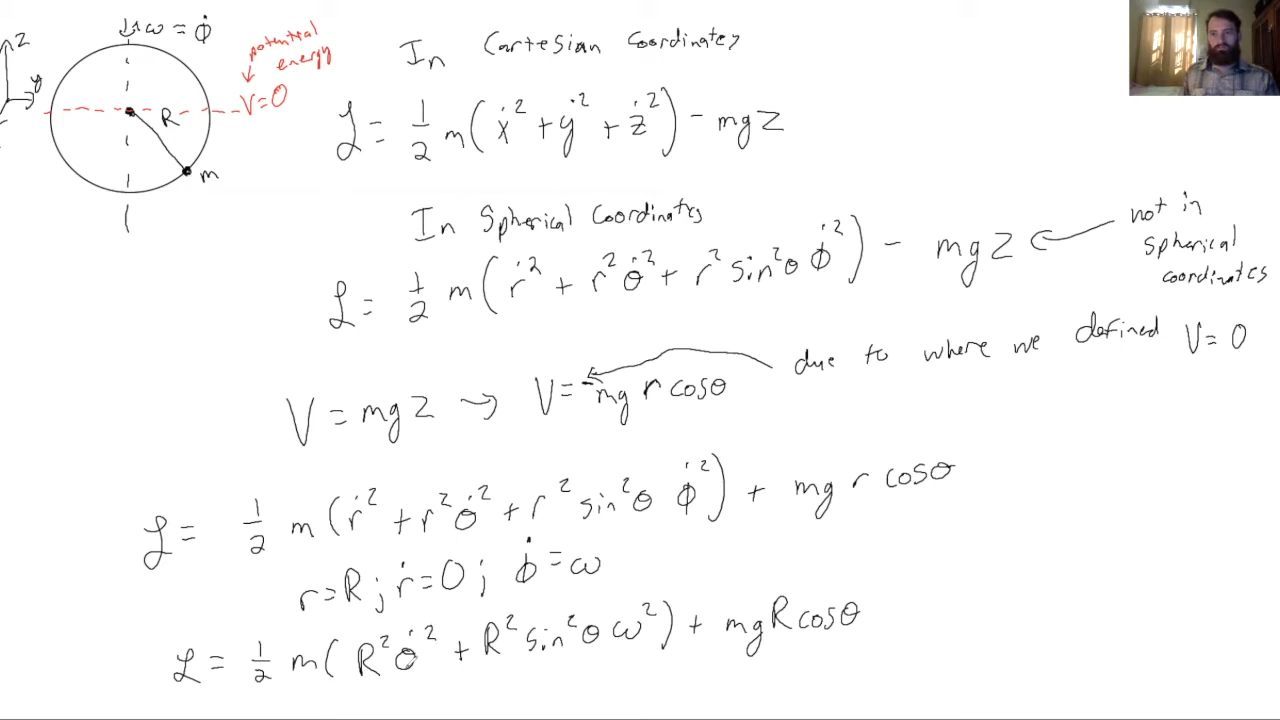 ω = φ̇
z
y
potential
energy
V=0
R
m
In Cartesian Coordinates
ℒ = 1/2 m(ẋ² + ẏ² + ż²) - mgz
In Spherical Coordinates
ℒ = 1/2 m(ṙ² + r²θ̇² + r² sin²θ φ̇²) - mgz
not in
spherical
coordinates
due to where we defined V=0
V = mgz → V = -mg r cosθ
ℒ = 1/2 m(ṙ² + r²θ̇² + r² sin²θ φ̇²) + mg r cosθ
r=R; ṙ=0; φ̇=ω
ℒ = 1/2 m(R²θ̇² + R² sin²θ ω²) + mgR cosθ